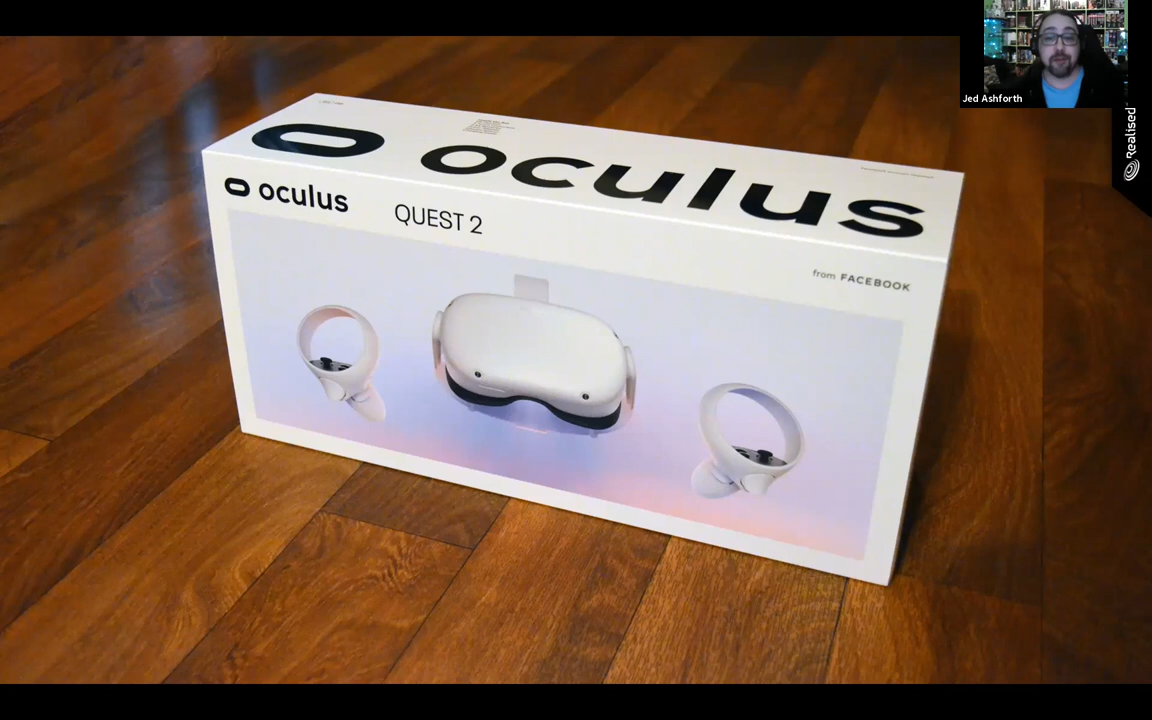 oculus
oculus
QUEST 2
from FACEBOOK
Jed Ashforth
Realised